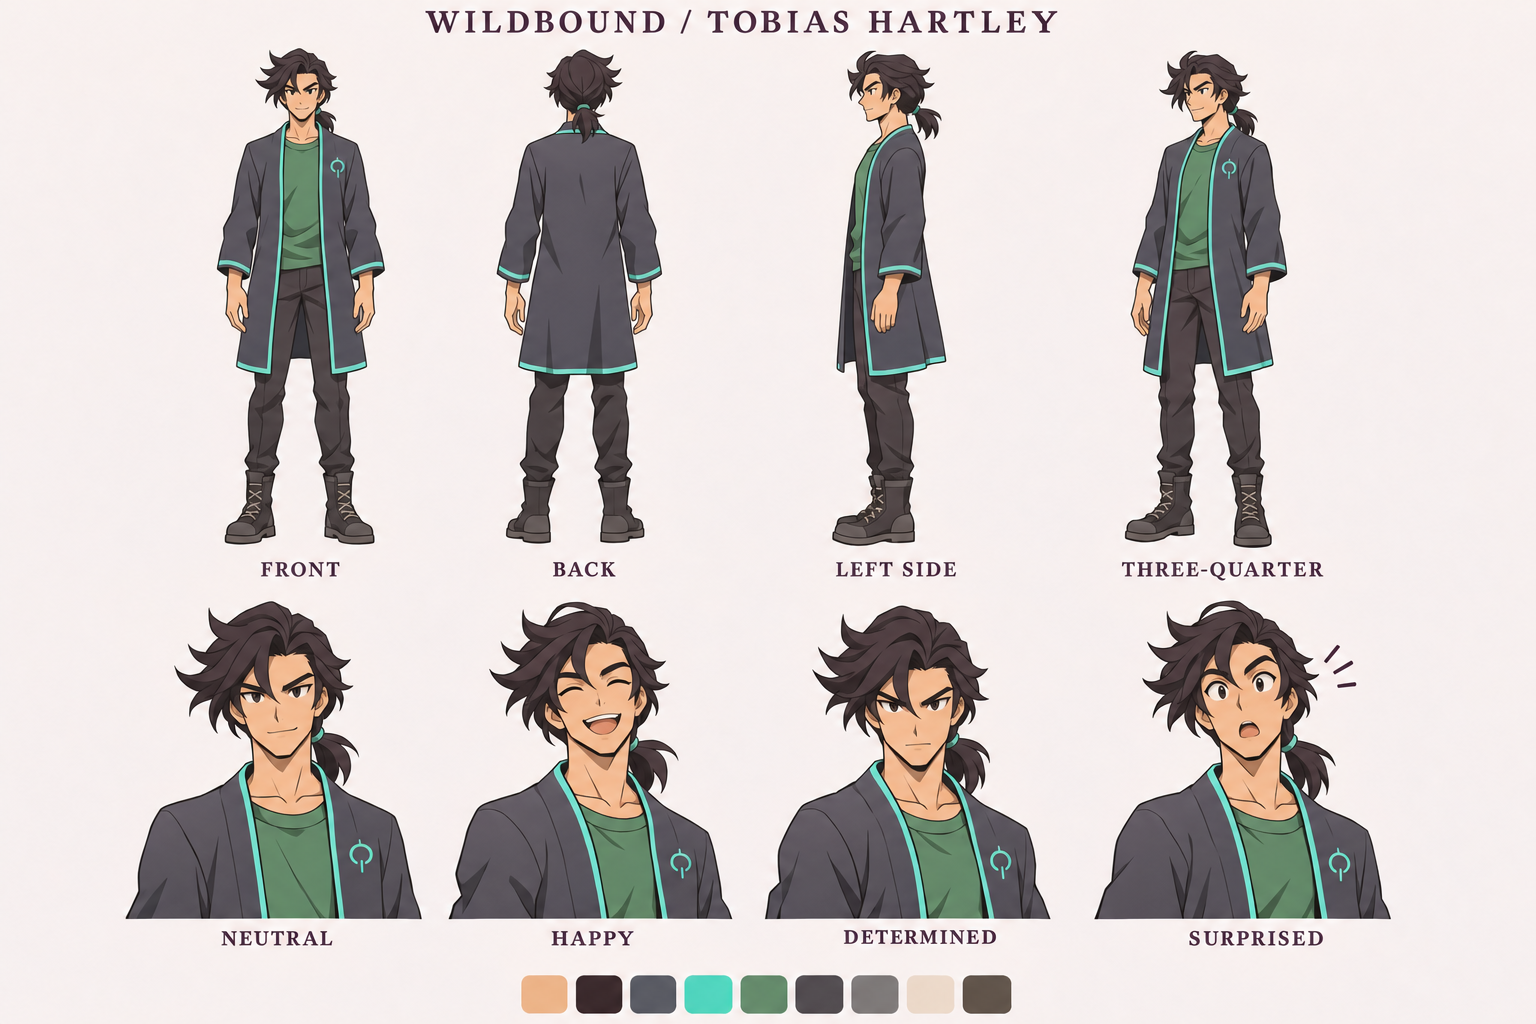 WILDBOUND / TOBIAS HARTLEY
FRONT
BACK
LEFT SIDE
THREE-QUARTER
NEUTRAL
HAPPY
DETERMINED
SURPRISED